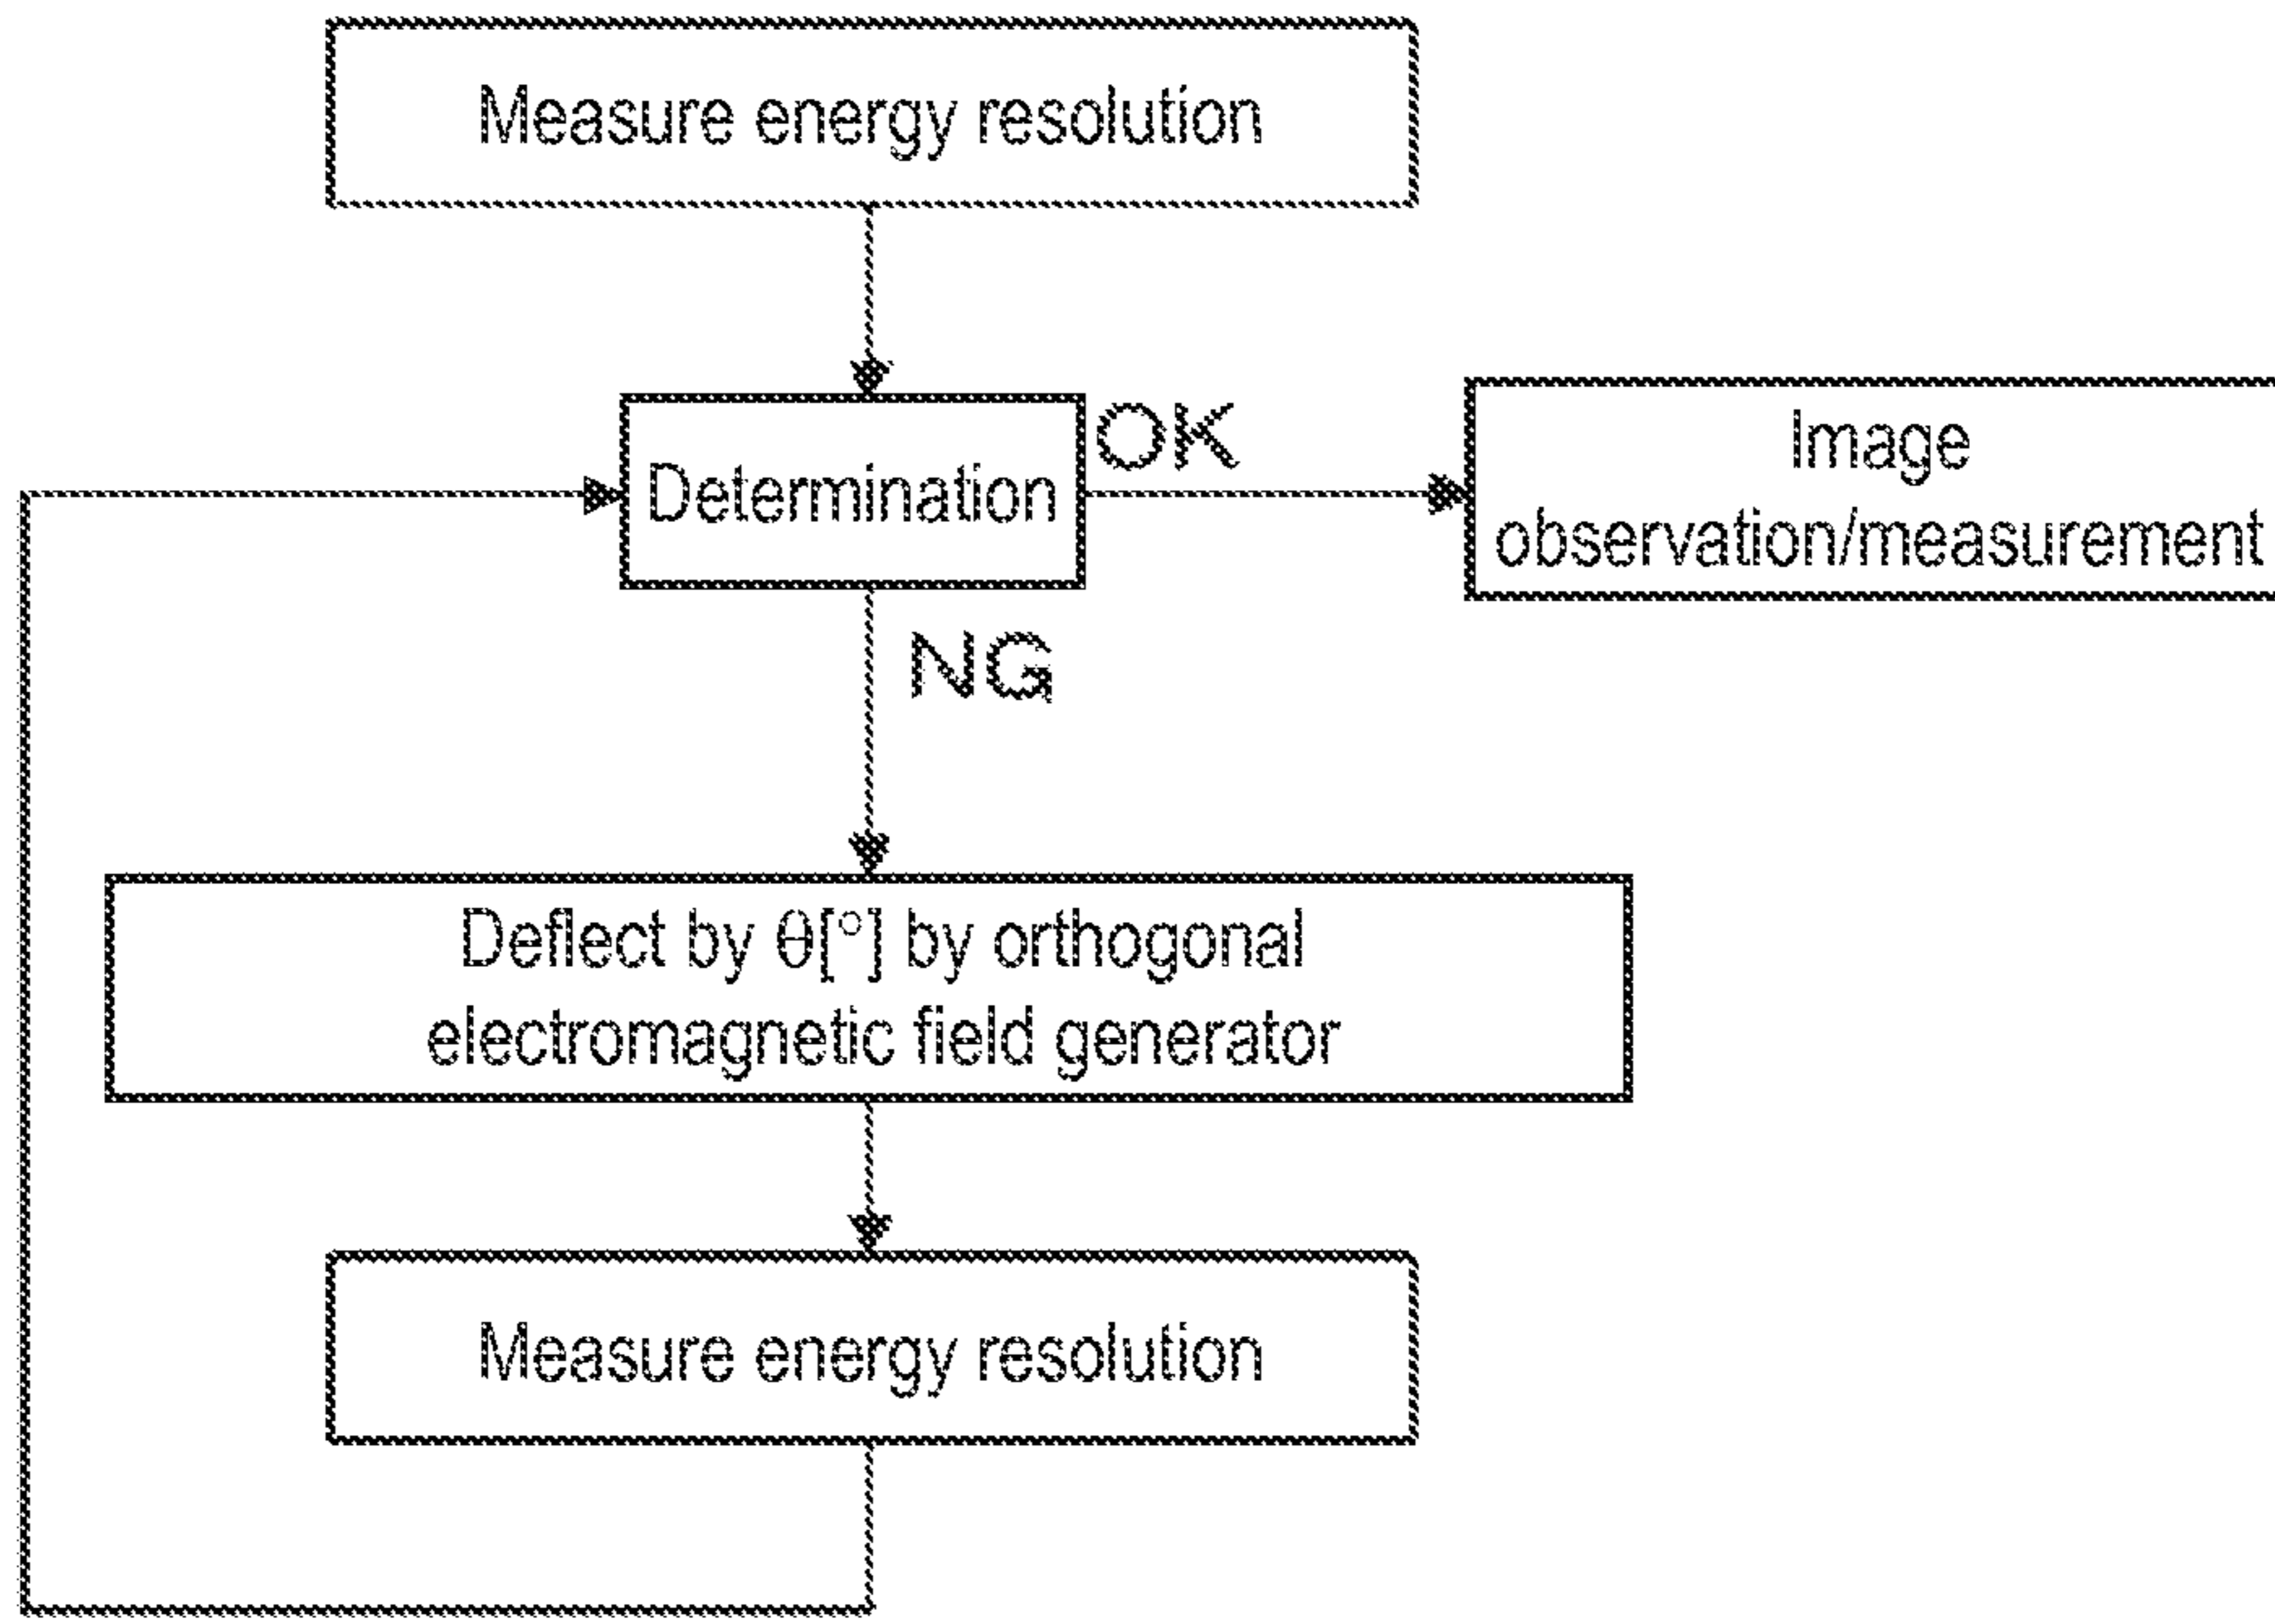 Measure energy resolution
Determination
OK
Image
observation/measurement
NG
Deflect by θ[°] by orthogonal
electromagnetic field generator
Measure energy resolution